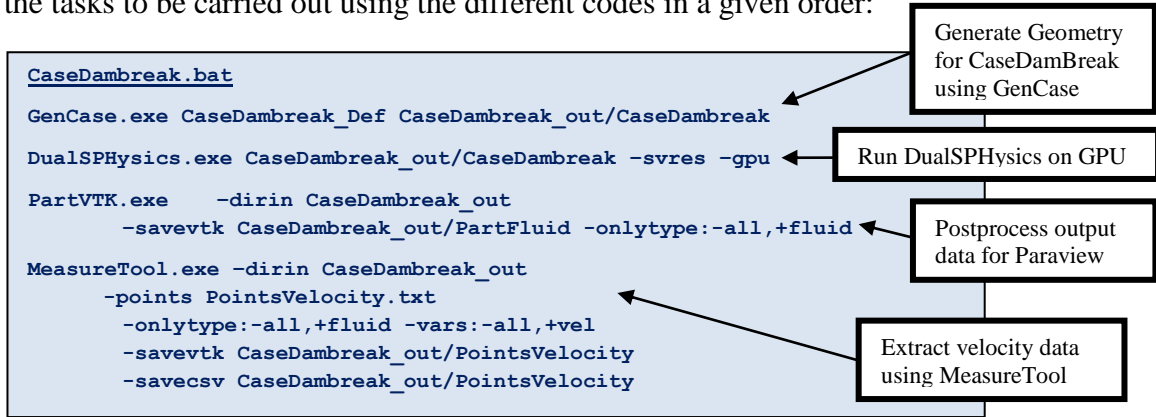 the tasks to be carried out using the different codes in a given order:
Generate Geometry
for CaseDamBreak
using GenCase
CaseDambreak.bat
GenCase.exe CaseDambreak_Def CaseDambreak_out/CaseDambreak
DualSPHysics.exe CaseDambreak_out/CaseDambreak –svres –gpu
Run DualSPHysics on GPU
PartVTK.exe –dirin CaseDambreak_out
–savevtk CaseDambreak_out/PartFluid -onlytype:-all,+fluid
Postprocess output
data for Paraview
MeasureTool.exe –dirin CaseDambreak_out
-points PointsVelocity.txt
-onlytype:-all,+fluid -vars:-all,+vel
-savevtk CaseDambreak_out/PointsVelocity
-savecsv CaseDambreak_out/PointsVelocity
Extract velocity data
using MeasureTool